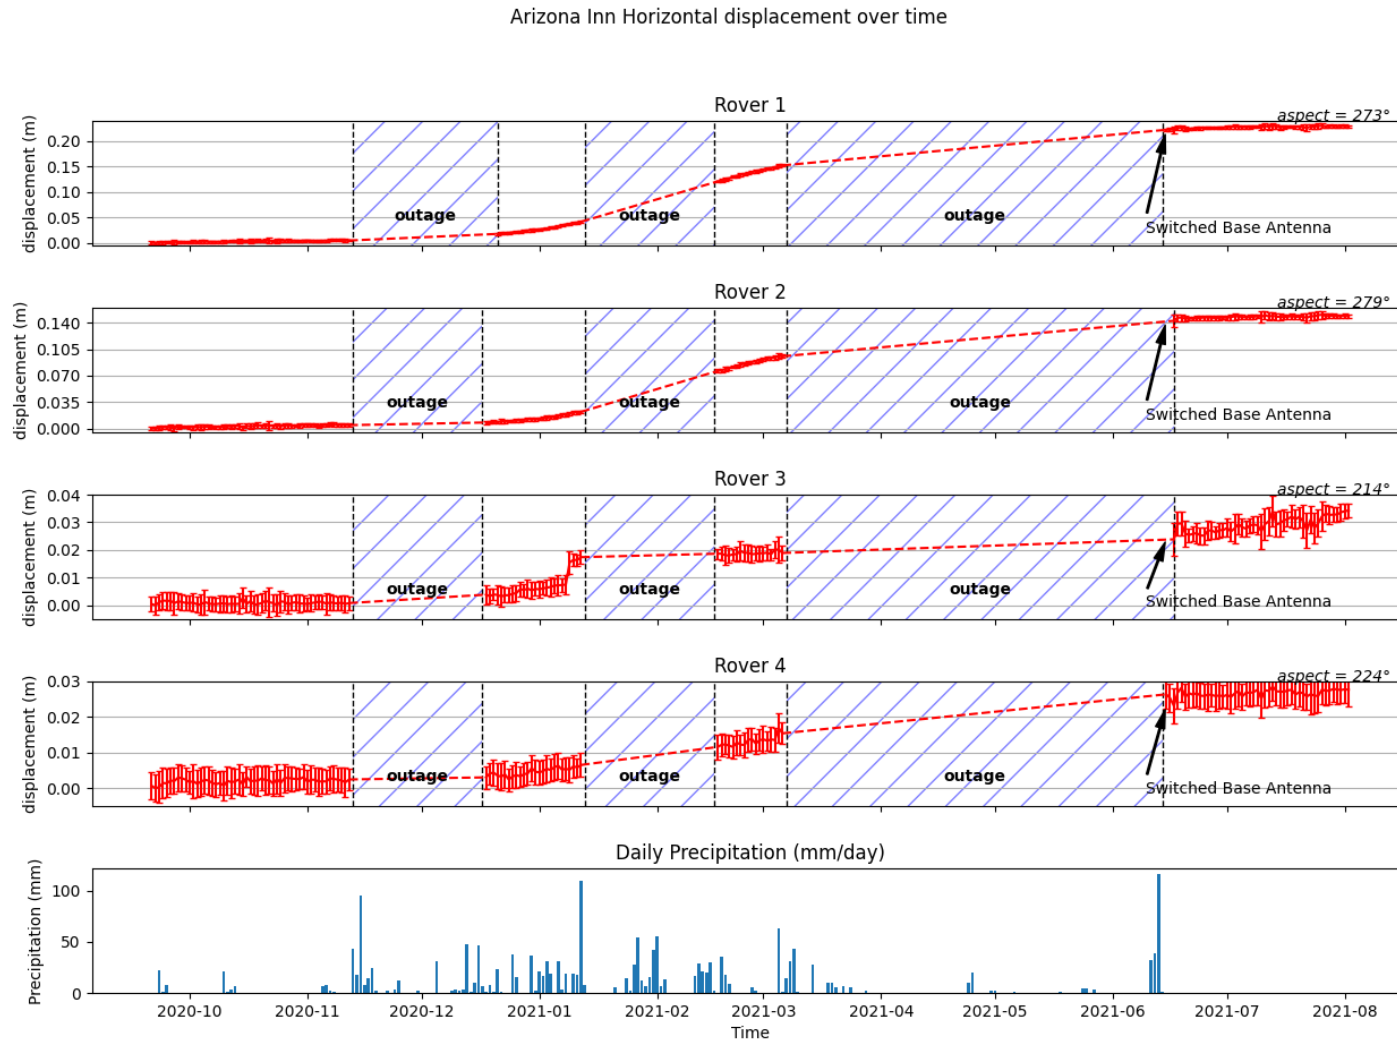 Arizona Inn Horizontal displacement over time
Rover 1
aspect = 273°
displacement (m)
0.20
0.15
0.10
0.05
0.00
outage
outage
outage
Switched Base Antenna
Rover 2
aspect = 279°
displacement (m)
0.140
0.105
0.070
0.035
0.000
outage
outage
outage
Switched Base Antenna
Rover 3
aspect = 214°
displacement (m)
0.04
0.03
0.02
0.01
0.00
outage
outage
outage
Switched Base Antenna
Rover 4
aspect = 224°
displacement (m)
0.03
0.02
0.01
0.00
outage
outage
outage
Switched Base Antenna
Daily Precipitation (mm/day)
Precipitation (mm)
100
50
0
2020-10 2020-11 2020-12 2021-01 2021-02 2021-03 2021-04 2021-05 2021-06 2021-07 2021-08
Time